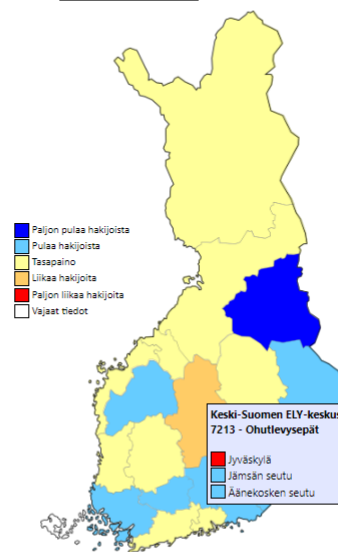 Paljon pulaa hakijoista
Pulaa hakijoista
Tasapaino
Liikaa hakijoita
Paljon liikaa hakijoita
Vajaat tiedot
Keski-Suomen ELY-keskus
7213 - Ohutlevysepät
Jyväskylä
Jämsän seutu
Äänekosken seutu